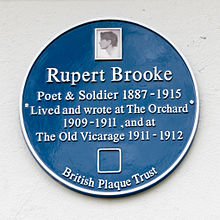 Rupert Brooke
Poet & Soldier 1887-1915
"Lived and wrote at The Orchard
1909-1911, and at
The Old Vicarage 1911-1912
British Plaque Trust